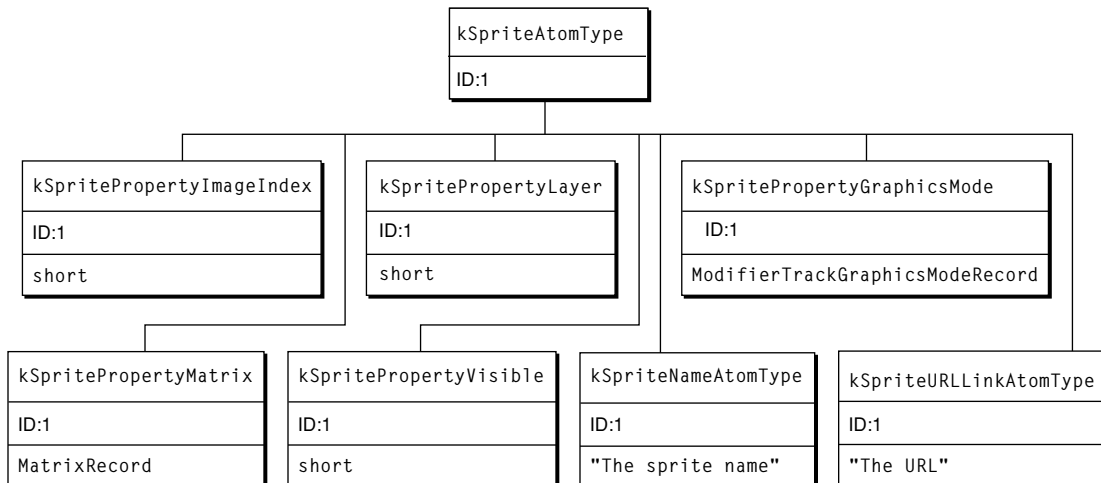 kSpriteAtomType
ID:1
kSpritePropertyImageIndex
ID:1
short
kSpritePropertyLayer
ID:1
short
kSpritePropertyGraphicsMode
ID:1
ModifierTrackGraphicsModeRecord
kSpritePropertyMatrix
ID:1
MatrixRecord
kSpritePropertyVisible
ID:1
short
kSpriteNameAtomType
ID:1
"The sprite name"
kSpriteURLLinkAtomType
ID:1
"The URL"